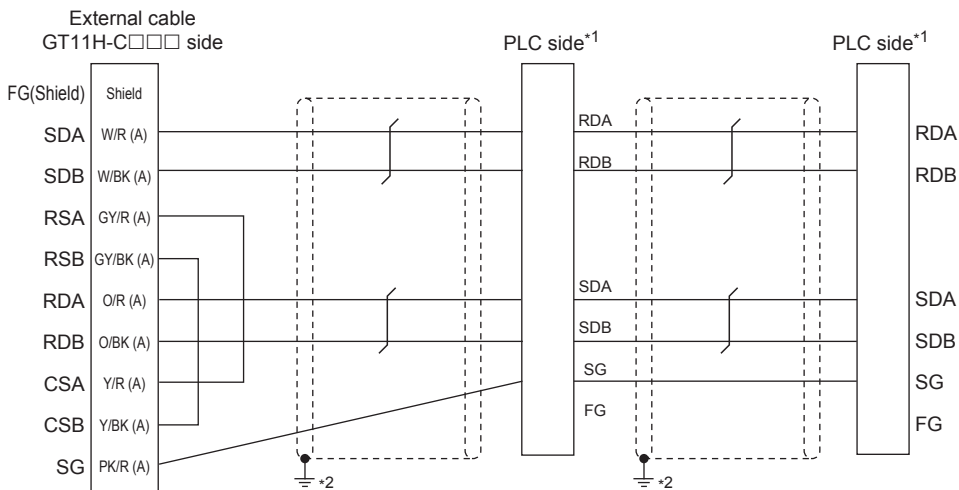 External cable
GT11H-C□□□ side
PLC side*1
PLC side*1
FG(Shield) Shield
SDA W/R (A) RDA RDA
SDB W/BK (A) RDB RDB
RSA GY/R (A)
RSB GY/BK (A)
RDA O/R (A) SDA SDA
RDB O/BK (A) SDB SDB
CSA Y/R (A) SG SG
CSB Y/BK (A) FG FG
SG PK/R (A)
*2
*2